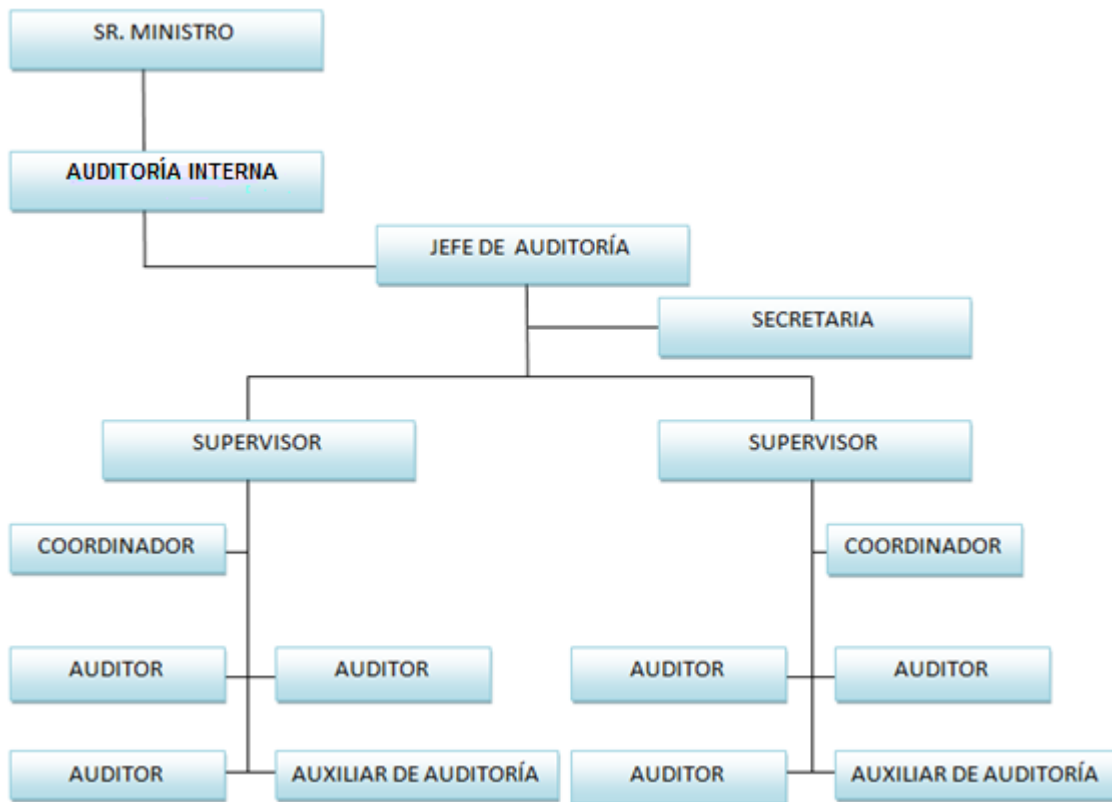 SR. MINISTRO
AUDITORÍA INTERNA
JEFE DE AUDITORÍA
SECRETARIA
SUPERVISOR
SUPERVISOR
COORDINADOR
COORDINADOR
AUDITOR
AUDITOR
AUDITOR
AUDITOR
AUDITOR
AUXILIAR DE AUDITORÍA
AUDITOR
AUXILIAR DE AUDITORÍA